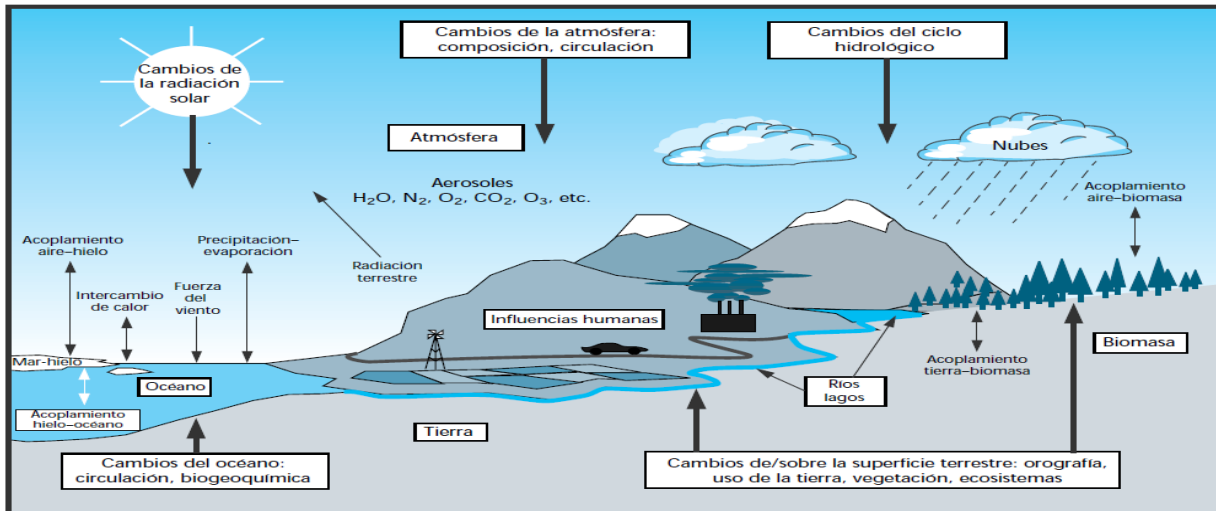 Cambios de la atmósfera:
composición, circulación
Cambios del ciclo
hidrológico
Cambios de
la radiación
solar
Atmósfera
Nubes
Aerosoles
H₂O, N₂, O₂, CO₂, O₃, etc.
Acoplamiento
aire–biomasa
Acoplamiento
aire–hielo
Precipitación–
evaporación
Radiación
terrestre
Intercambio
de calor
Fuerza
del
viento
Influencias humanas
Mar-hielo
Biomasa
Océano
Acoplamiento
tierra–biomasa
Ríos
lagos
Acoplamiento
hielo–océano
Tierra
Cambios del océano:
circulación, biogeoquímica
Cambios de/sobre la superficie terrestre: orografía,
uso de la tierra, vegetación, ecosistemas